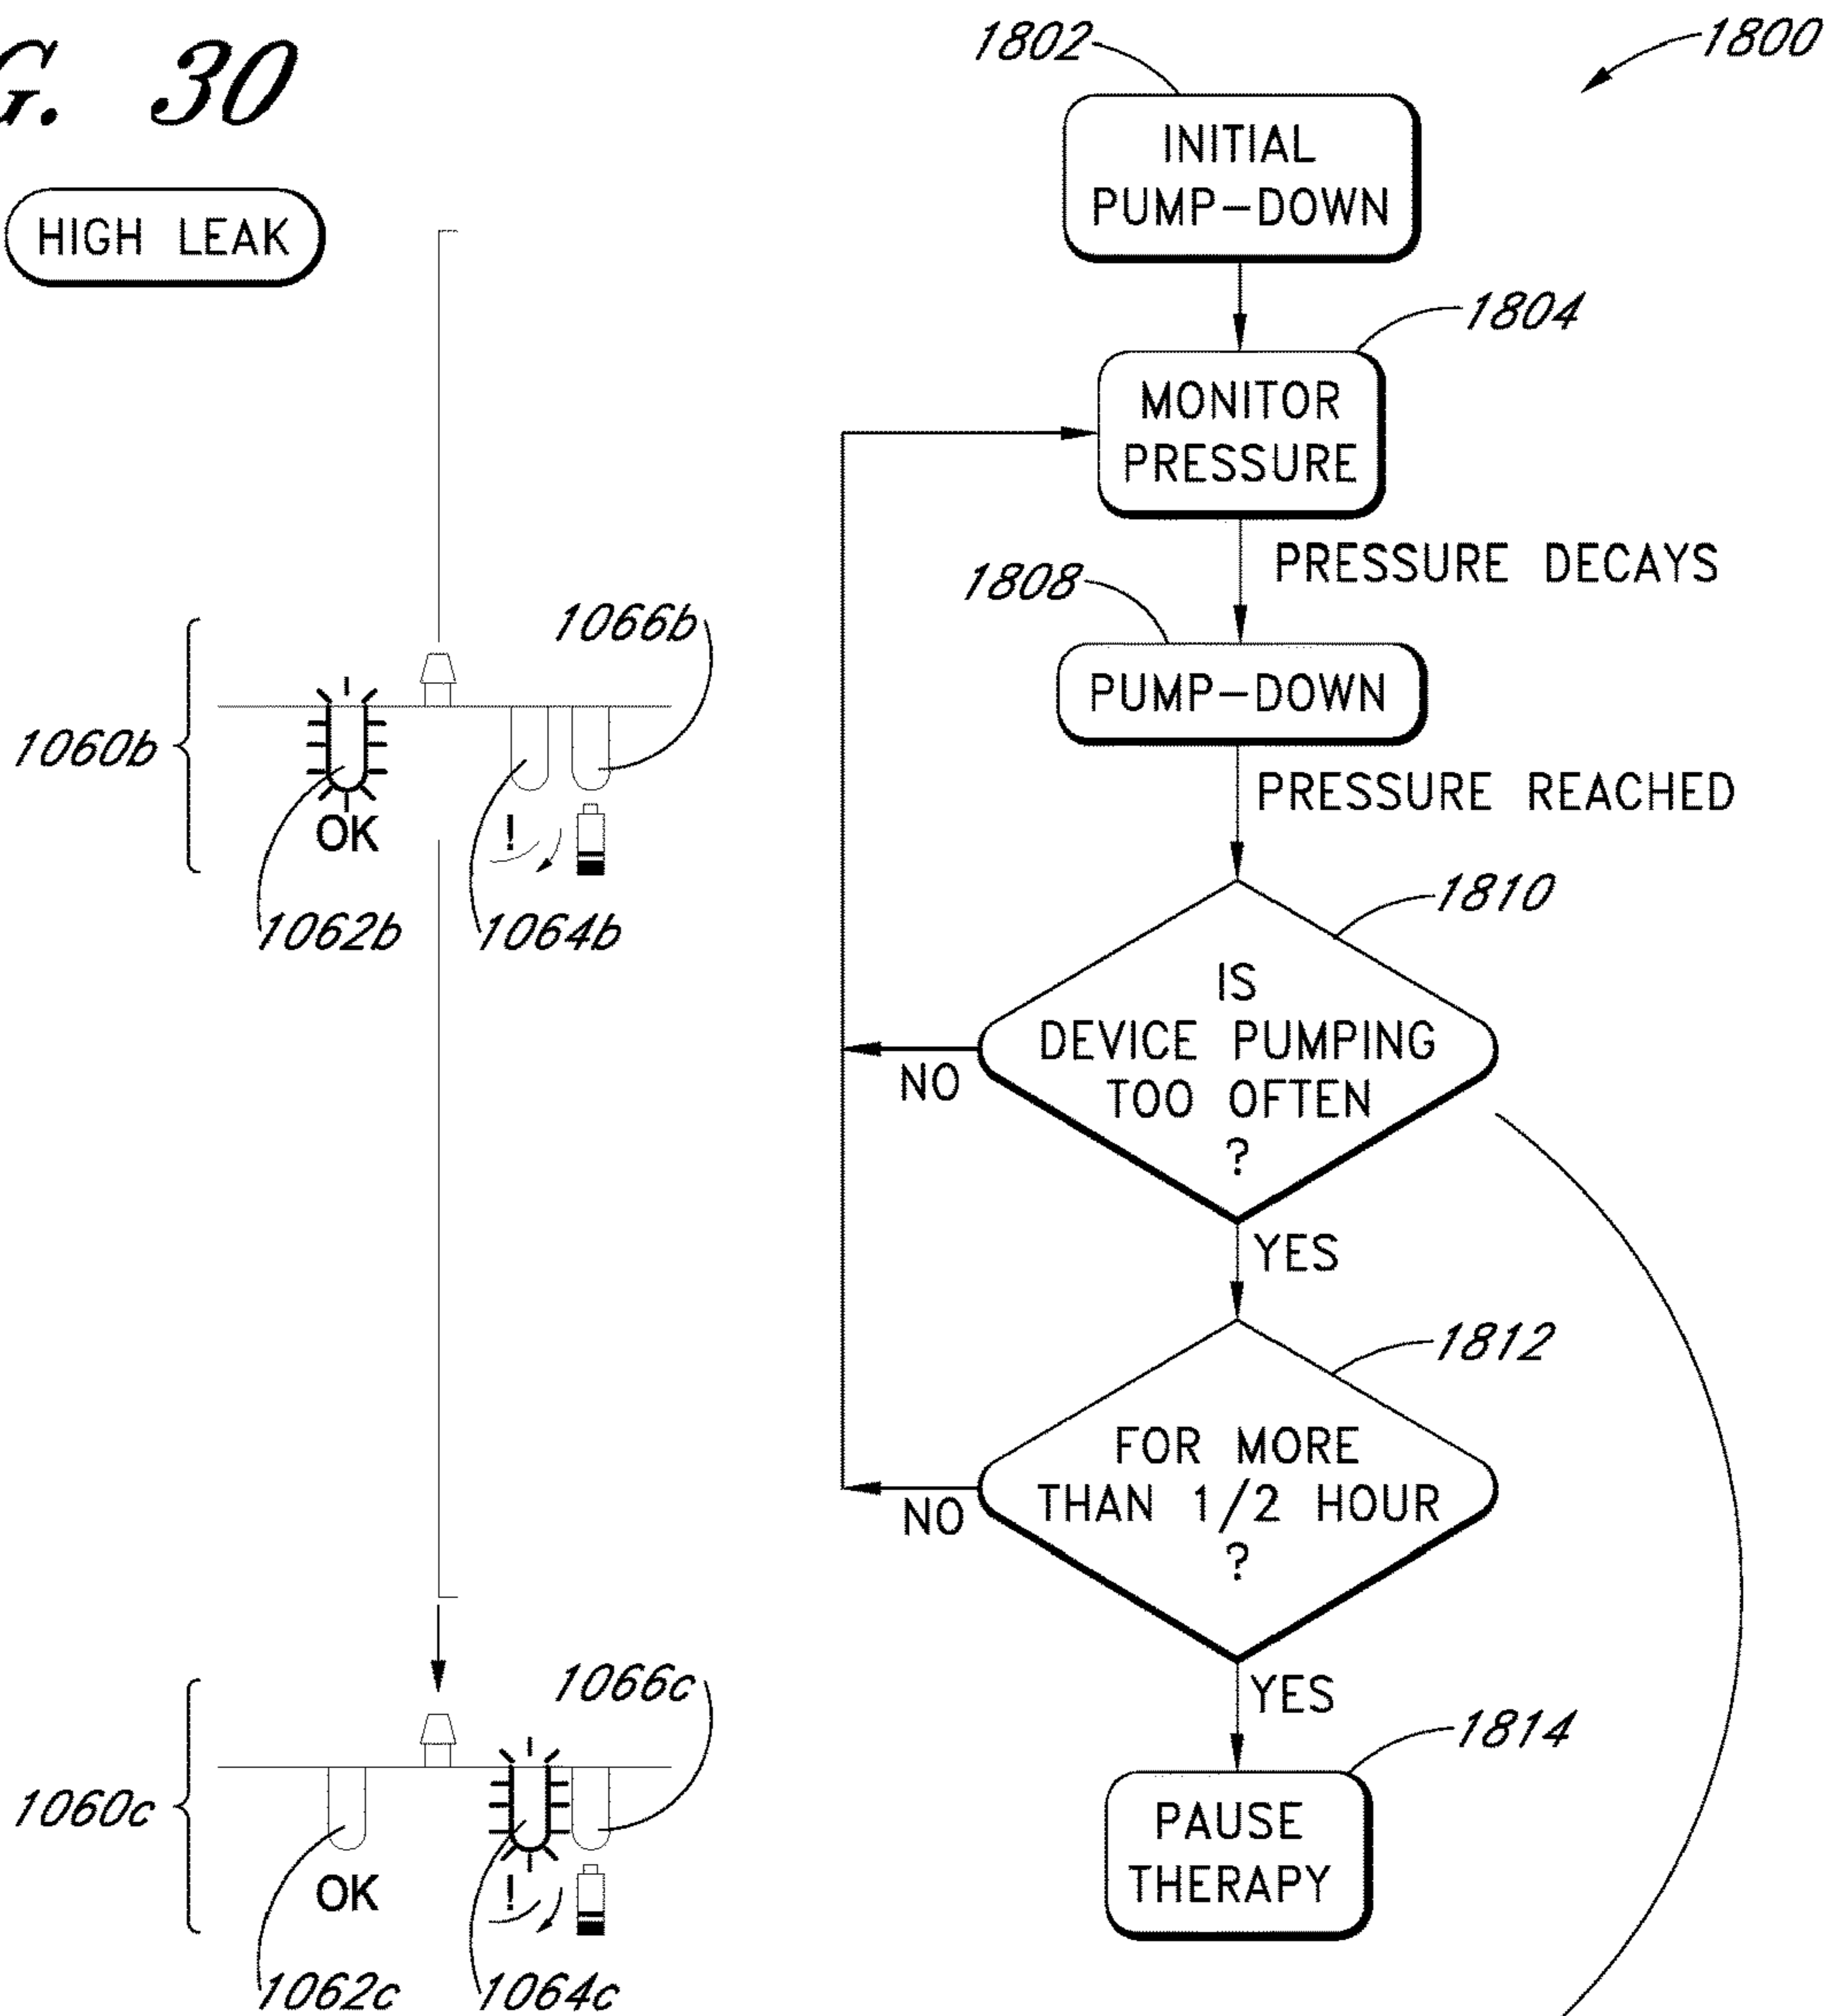 G. 30
HIGH LEAK
1800
1802
INITIAL
PUMP-DOWN
1804
MONITOR
PRESSURE
PRESSURE DECAYS
1808
PUMP-DOWN
PRESSURE REACHED
1066b
1060b
OK
!
1062b
1064b
1810
IS
DEVICE PUMPING
TOO OFTEN
?
NO
YES
1812
FOR MORE
THAN 1/2 HOUR
?
NO
YES
1814
PAUSE
THERAPY
1066c
1060c
OK
!
1062c
1064c